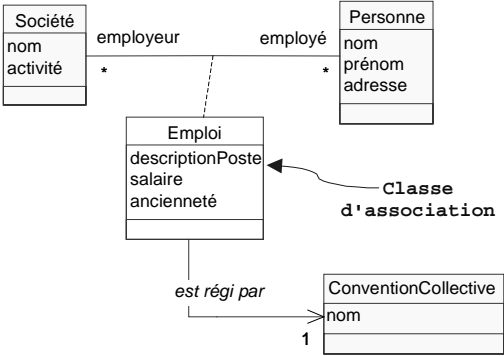 Société
nom
activité
employeur
*
employé
*
Personne
nom
prénom
adresse
Emploi
descriptionPoste
salaire
ancienneté
Classe
d'association
est régi par
1
ConventionCollective
nom